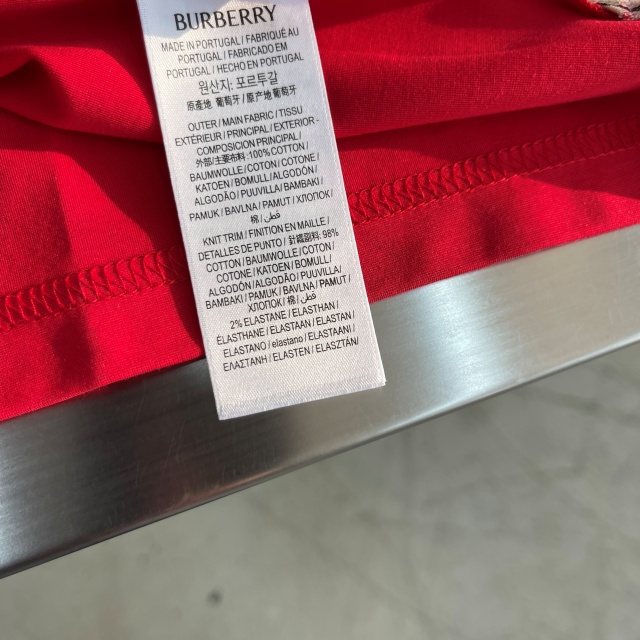 BURBERRY
MADE IN PORTUGAL / FABRIQUÉ AU
PORTUGAL / FABRICADO EM
PORTUGAL / HECHO EN PORTUGAL
원산지: 포르투갈
原產地 葡萄牙 / 原产地 葡萄牙
OUTER / MAIN FABRIC / TISSU
EXTÉRIEUR / PRINCIPAL / EXTERIOR -
COMPOSICION PRINCIPAL /
外部/主要布料 : 100% COTTON /
BAUMWOLLE / COTON / COTONE /
KATOEN / BOMULL / ALGODÓN /
ALGODÃO / PUUVILLA / BAMBAKI /
PAMUK / BAVLNA / PAMUT / ХЛОПОК /
棉 / قطن
KNIT TRIM / FINITION EN MAILLE /
DETALLES DE PUNTO / 針織副料: 98%
COTTON / BAUMWOLLE / COTON /
COTONE / KATOEN / BOMULL /
ALGODÓN / ALGODÃO / PUUVILLA /
BAMBAKI / PAMUK / BAVLNA / PAMUT /
ХЛОПОК / 棉 / قطن
2% ELASTANE / ELASTHAN /
ÉLASTHANE / ELASTAAN / ELASTAN /
ELASTANO / elastano / ELASTAANI /
ΕΛΑΣΤΑΝΗ / ELASTEN / ELASZTÁN/